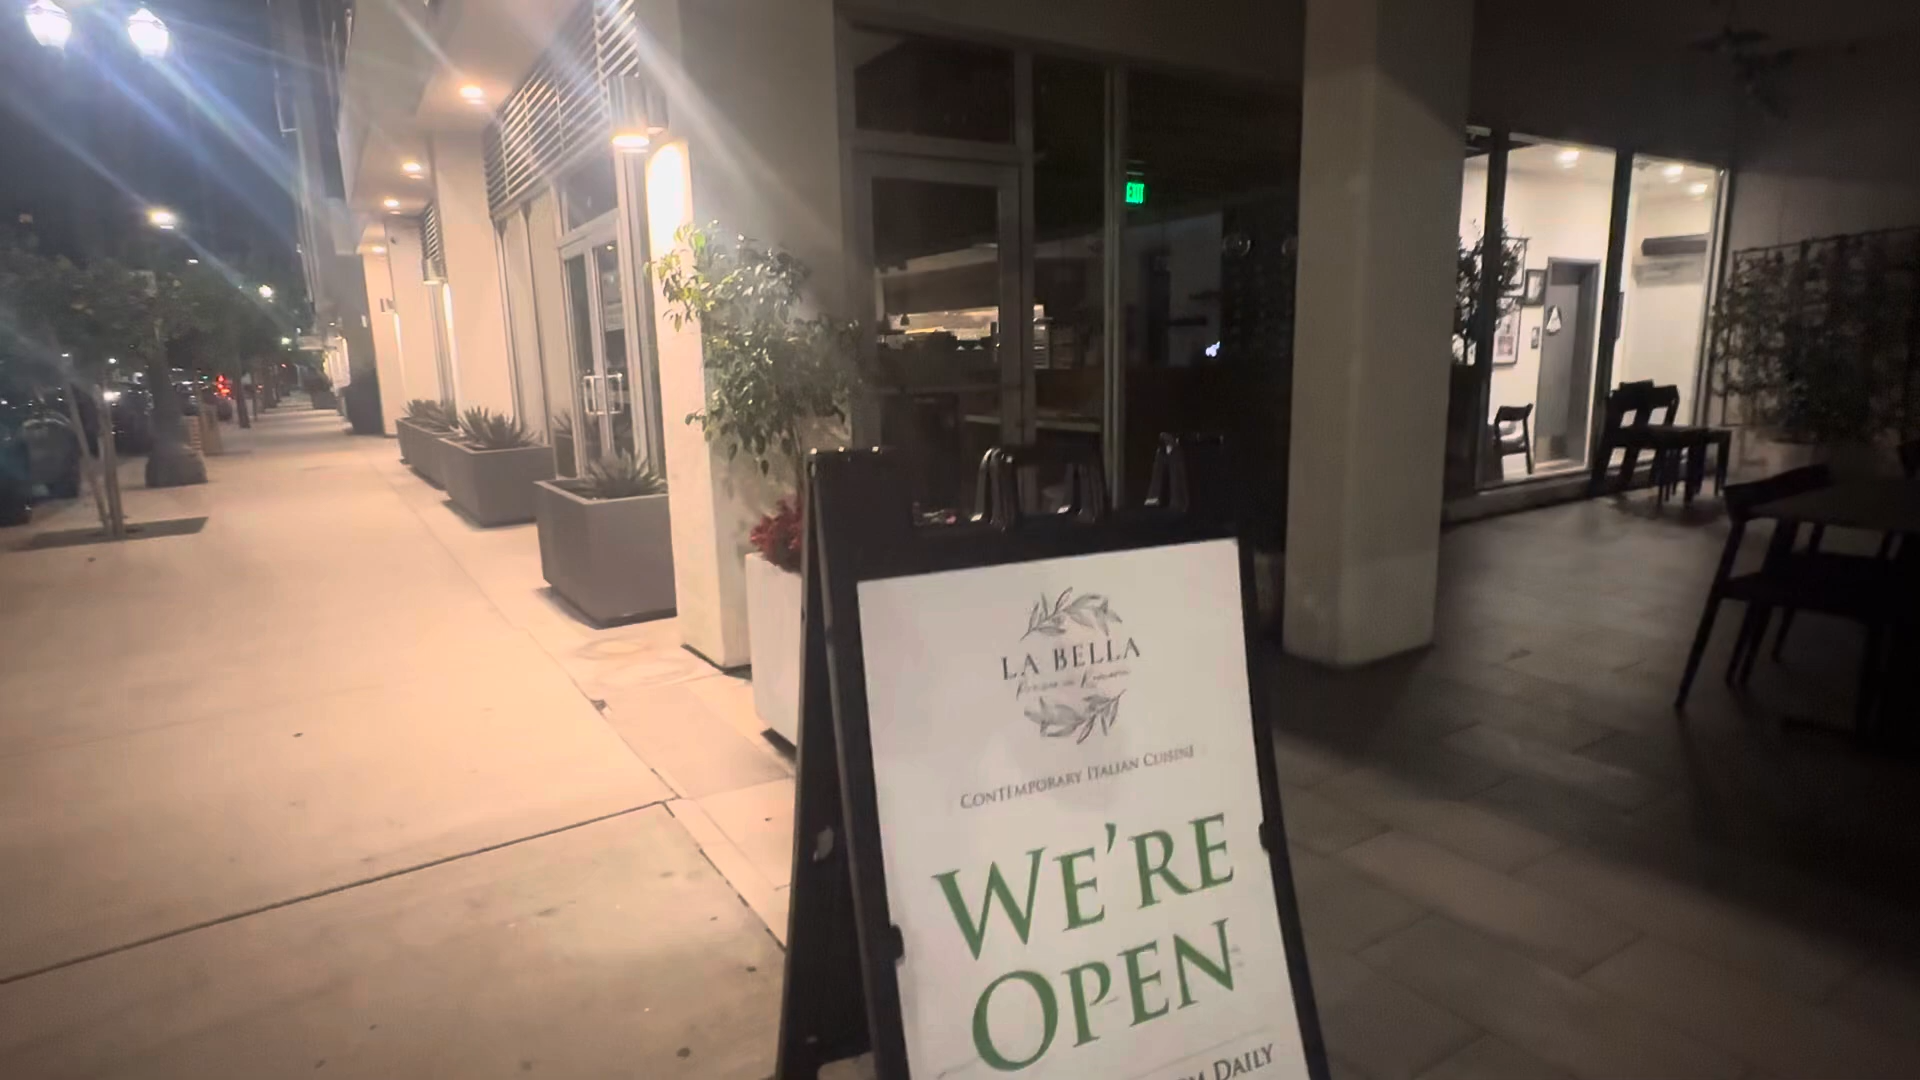 EXIT
LA BELLA
CONTEMPORARY ITALIAN CUISINE
WE'RE
OPEN
DAILY